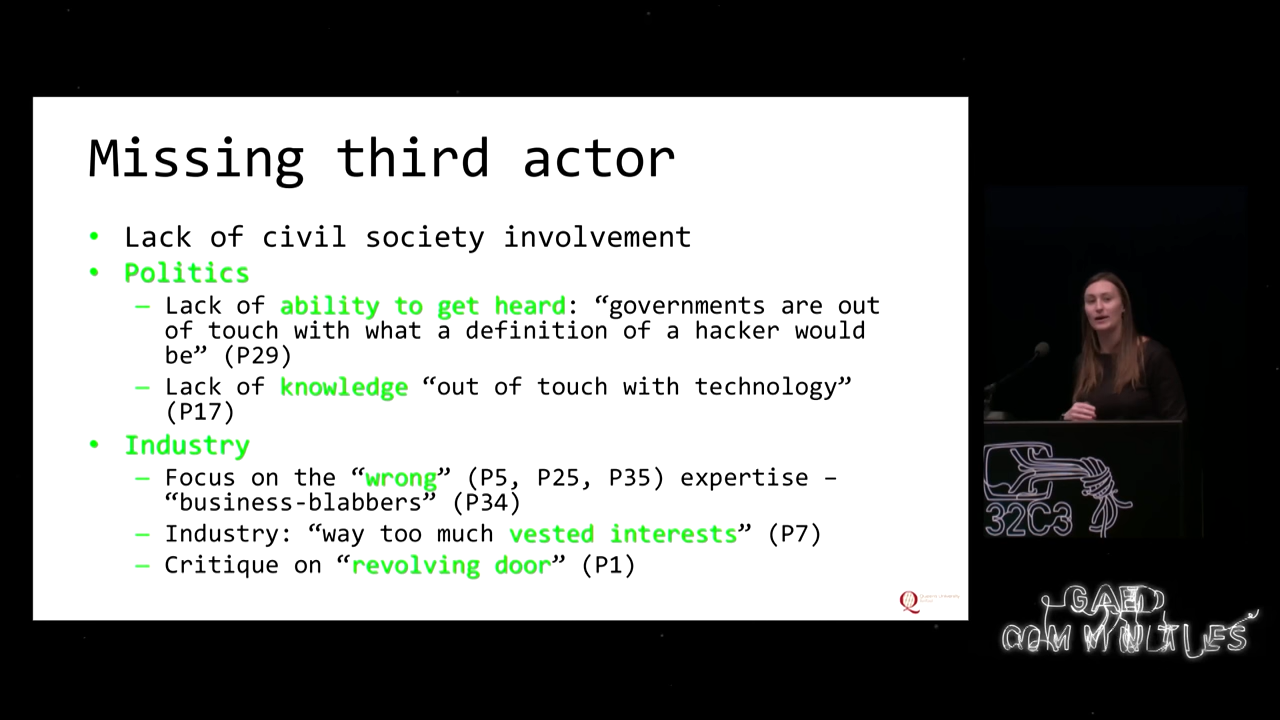 Missing third actor
• Lack of civil society involvement
• Politics
– Lack of ability to get heard: “governments are out
of touch with what a definition of a hacker would
be” (P29)
– Lack of knowledge “out of touch with technology”
(P17)
• Industry
– Focus on the “wrong” (P5, P25, P35) expertise –
“business-blabbers” (P34)
– Industry: “way too much vested interests” (P7)
– Critique on “revolving door” (P1)
32C3
GAED
COMMVNITIES